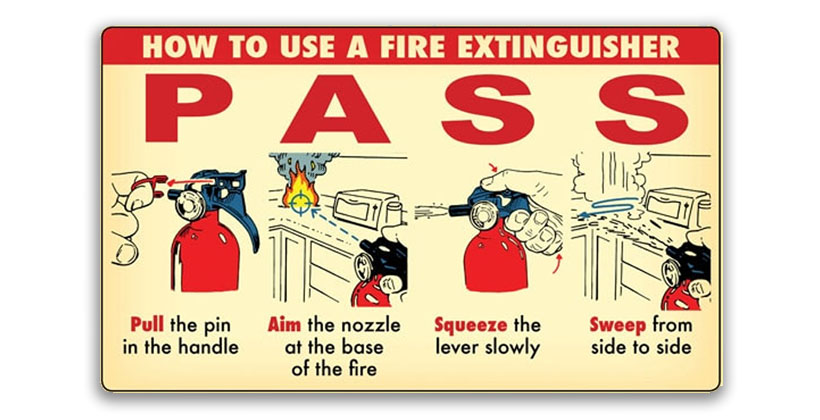 HOW TO USE A FIRE EXTINGUISHER
P A S S
Pull the pin
in the handle
Aim the nozzle
at the base
of the fire
Squeeze the
lever slowly
Sweep from
side to side